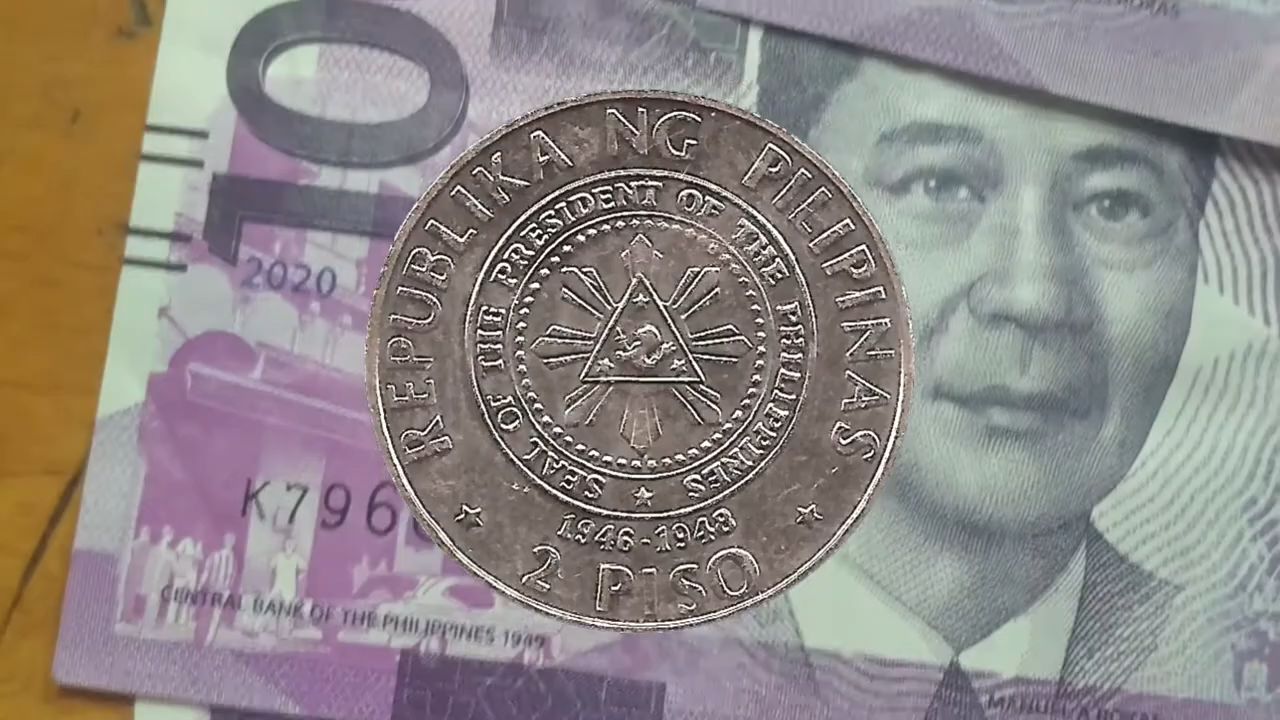 10
2020
K796
CENTRAL BANK OF THE PHILIPPINES 1949
REPUBLIKA NG PILIPINAS
SEAL OF THE PRESIDENT OF THE PHILIPPINES
1946-1948
2 PISO